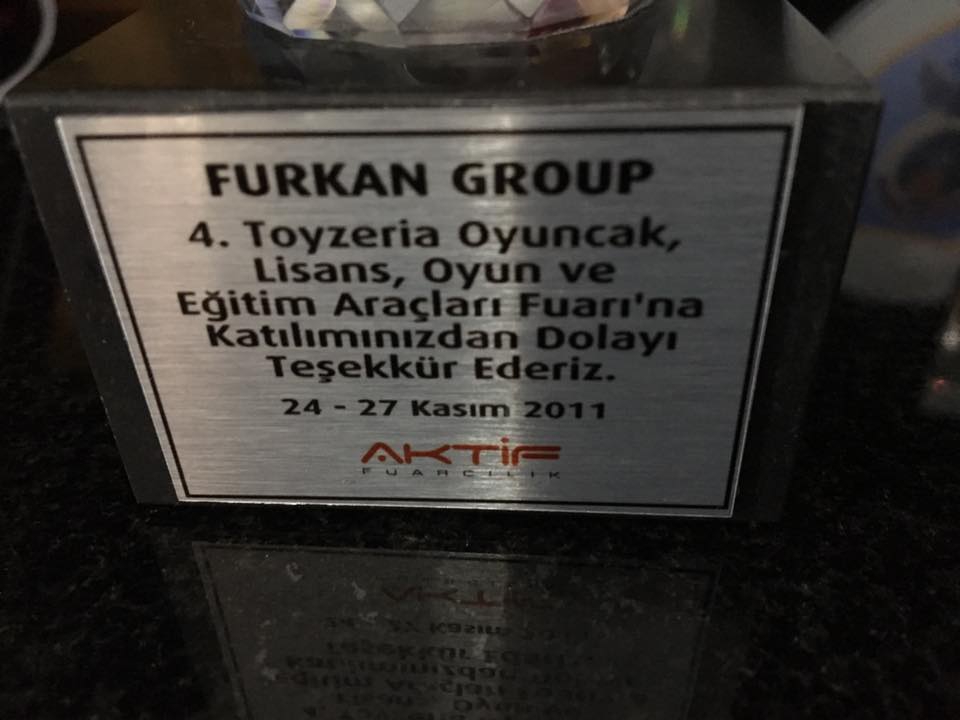 FURKAN GROUP
4. Toyzeria Oyuncak,
Lisans, Oyun ve
Eğitim Araçları Fuarı'na
Katılımınızdan Dolayı
Teşekkür Ederiz.
24 - 27 Kasım 2011
AKTİF
FUARCILIK